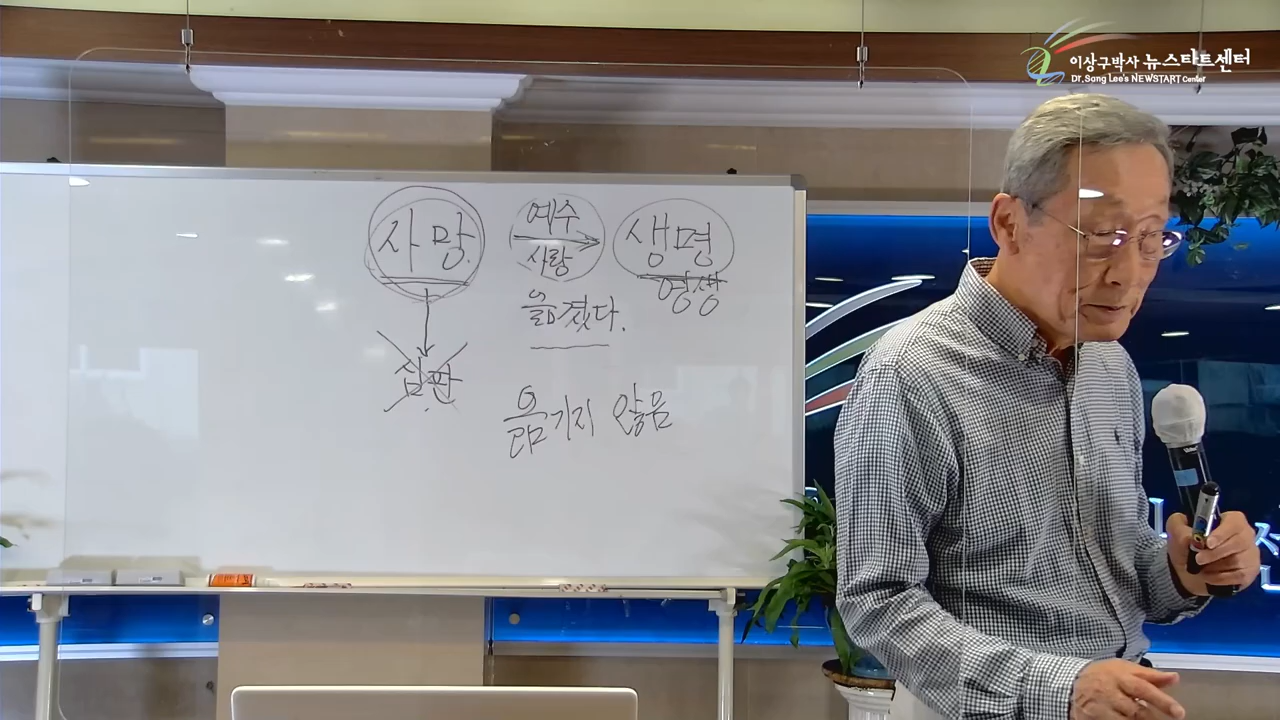 이상구박사 뉴스타트센터
Dr. Sang Lee's NEWSTART Center
사망
예수
사랑
생명
영생
옮겼다.
심판
옮기지 않음